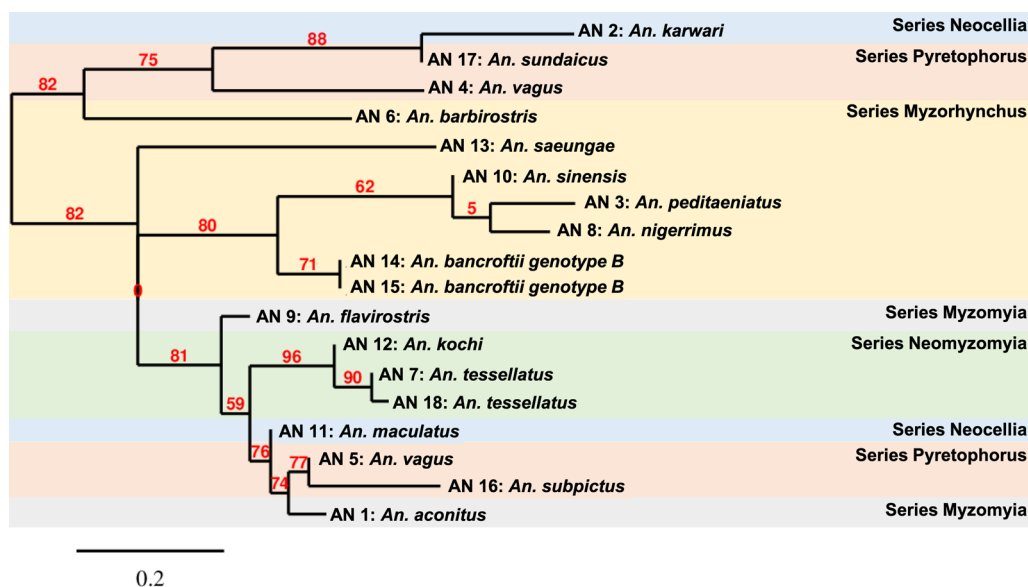 AN 2: An. karwari
Series Neocellia
88
AN 17: An. sundaicus
Series Pyretophorus
75
82
AN 4: An. vagus
AN 6: An. barbirostris
Series Myzorhynchus
AN 13: An. saeungae
AN 10: An. sinensis
62
AN 3: An. peditaeniatus
5
82
80
AN 8: An. nigerrimus
AN 14: An. bancroftii genotype B
71
AN 15: An. bancroftii genotype B
0
AN 9: An. flavirostris
Series Myzomyia
AN 12: An. kochi
Series Neomyzomyia
81
96
AN 7: An. tessellatus
90
AN 18: An. tessellatus
59
AN 11: An. maculatus
Series Neocellia
76
AN 5: An. vagus
Series Pyretophorus
77
74
AN 16: An. subpictus
AN 1: An. aconitus
Series Myzomyia
0.2